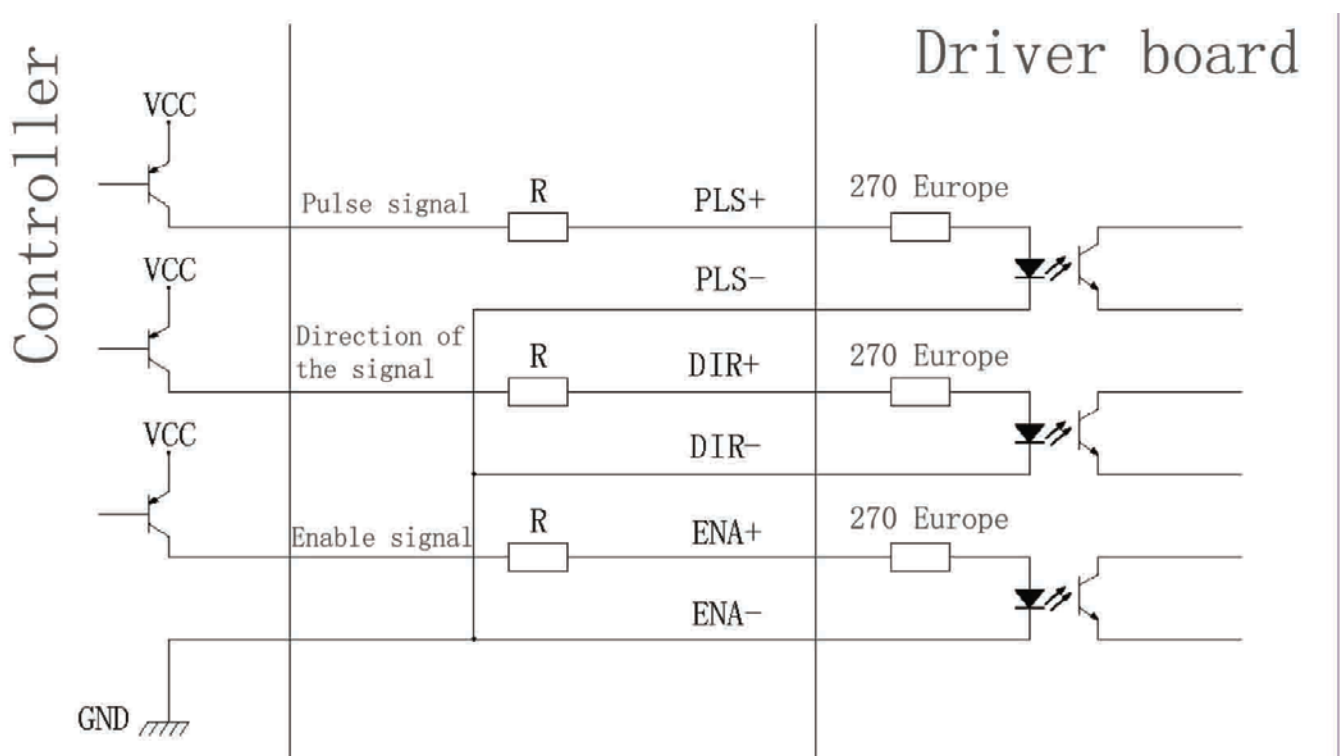 Controller
Driver board
VCC
Pulse signal
R
PLS+
270 Europe
VCC
PLS-
Direction of
the signal
R
DIR+
270 Europe
VCC
DIR-
Enable signal
R
ENA+
270 Europe
ENA-
GND